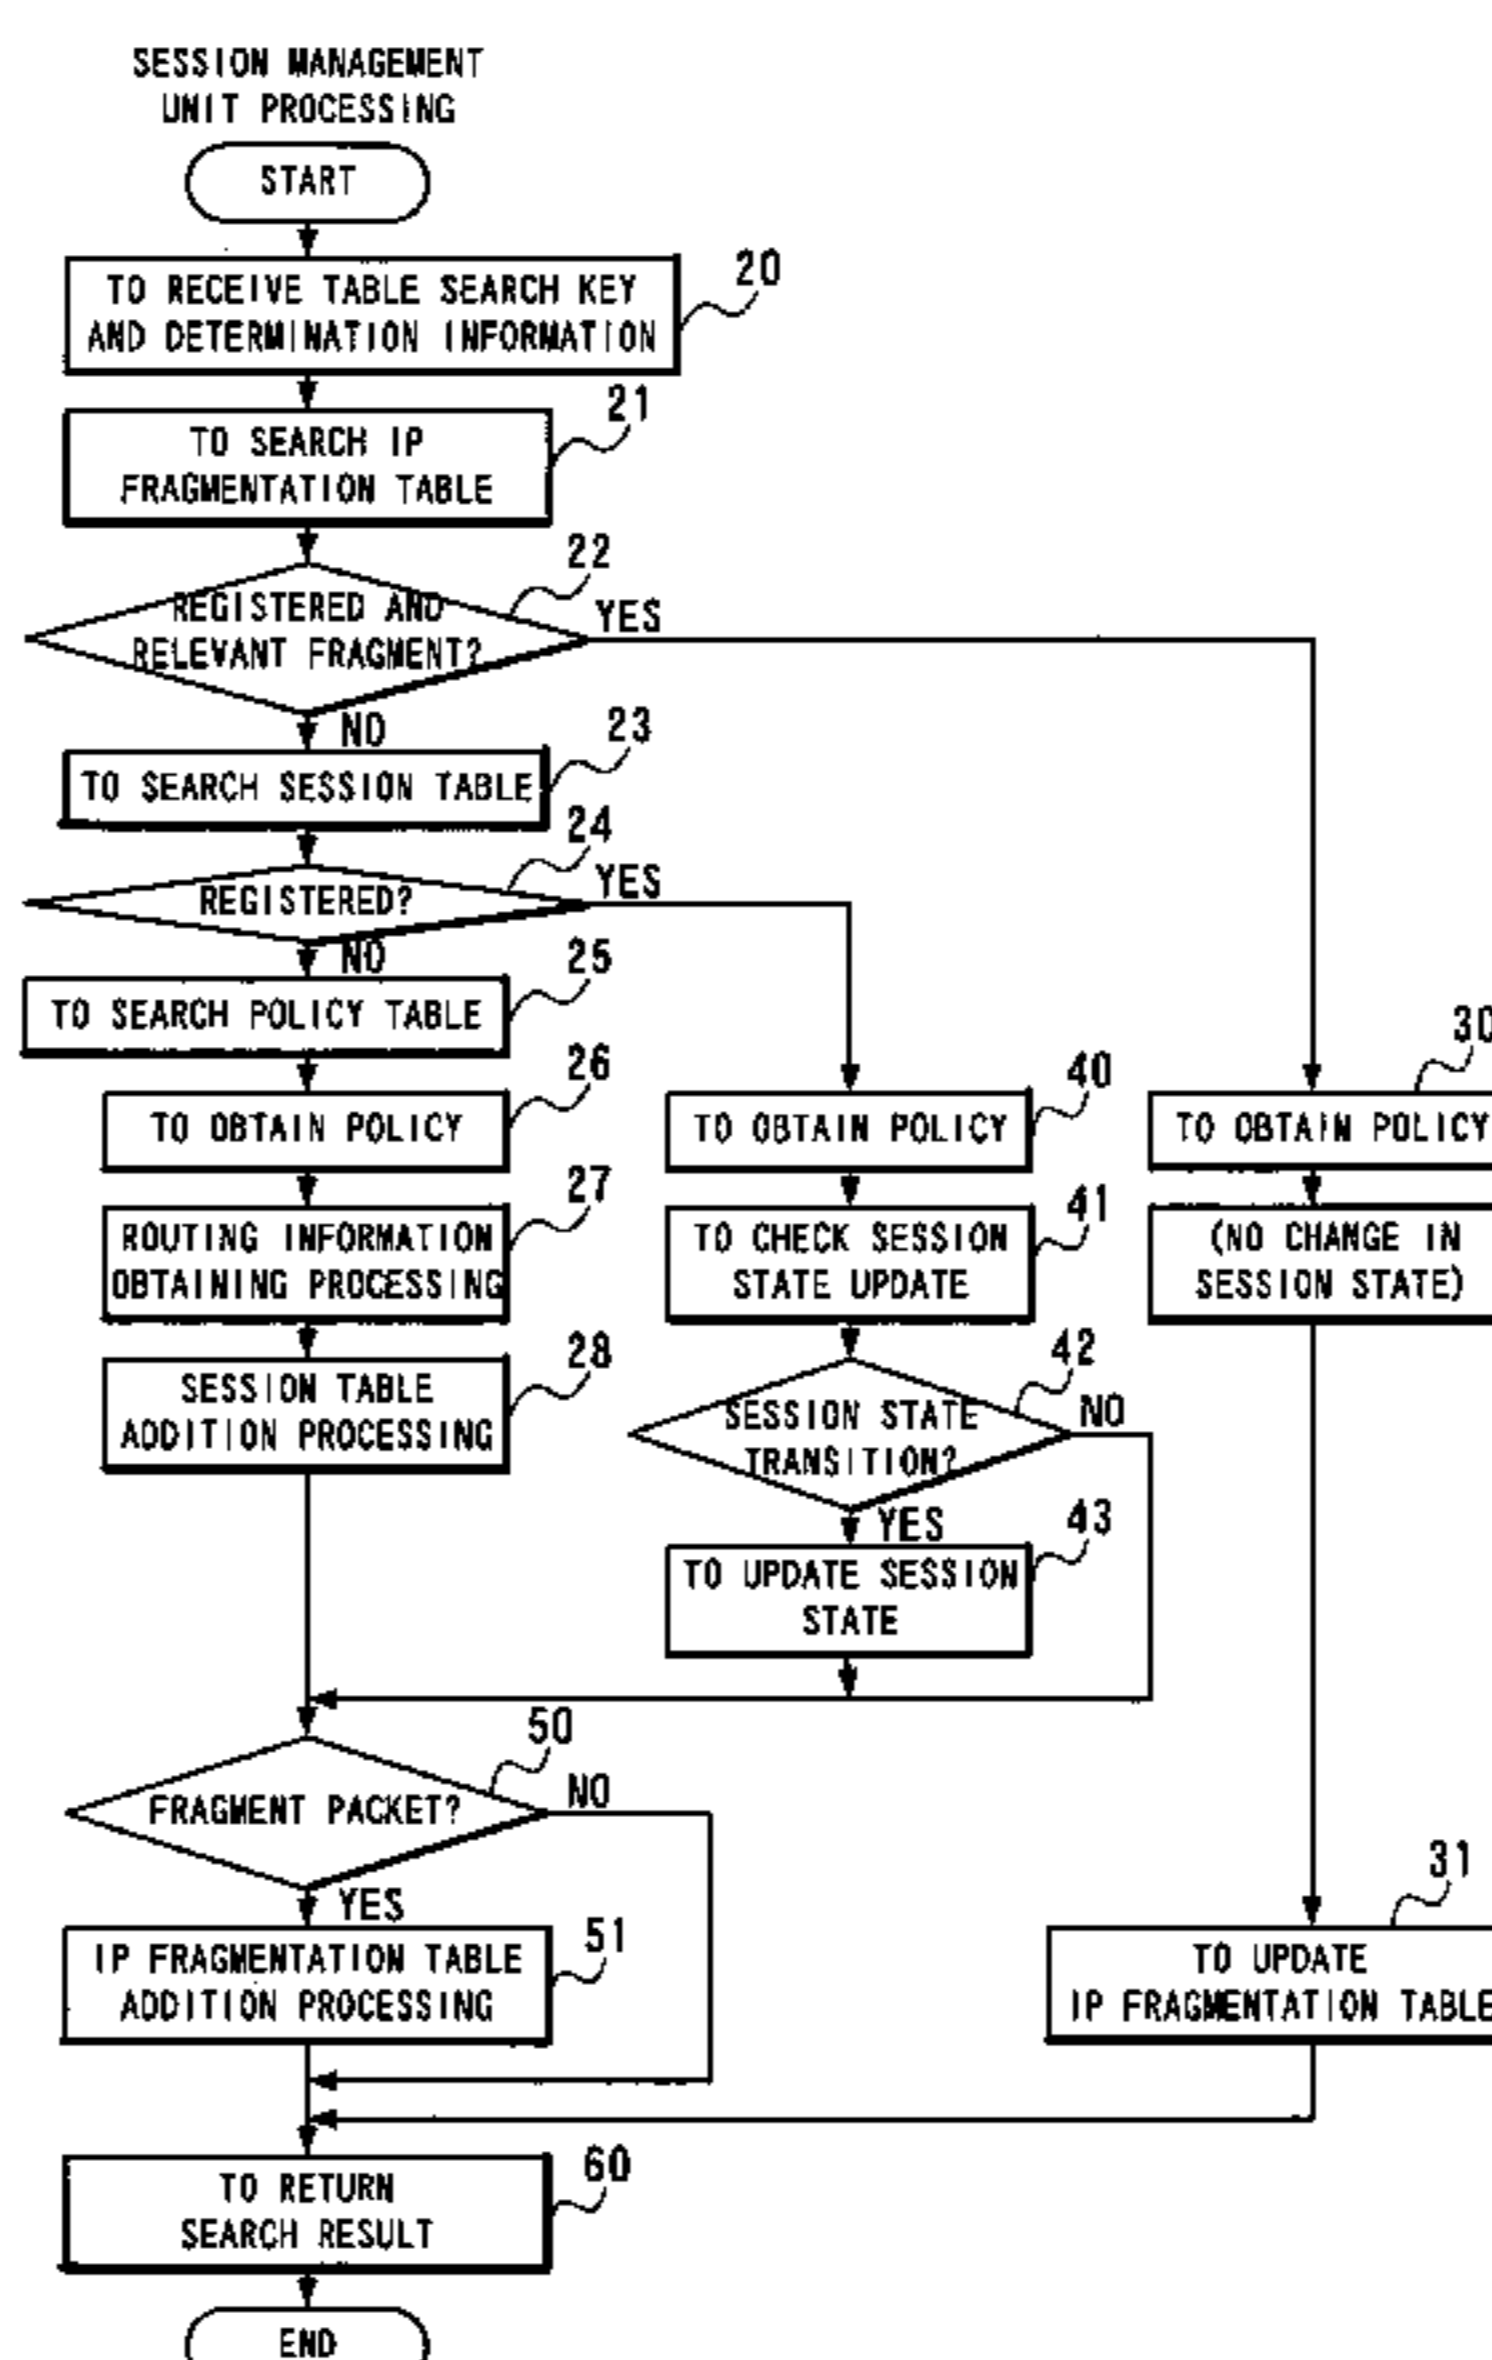 SESSION MANAGEMENT
UNIT PROCESSING
START
TO RECEIVE TABLE SEARCH KEY
AND DETERMINATION INFORMATION
20
TO SEARCH IP
FRAGMENTATION TABLE
21
REGISTERED AND
RELEVANT FRAGMENT?
22
YES
NO
TO SEARCH SESSION TABLE
23
REGISTERED?
24
YES
NO
TO SEARCH POLICY TABLE
25
TO OBTAIN POLICY
26
ROUTING INFORMATION
OBTAINING PROCESSING
27
SESSION TABLE
ADDITION PROCESSING
28
TO OBTAIN POLICY
40
TO CHECK SESSION
STATE UPDATE
41
SESSION STATE
TRANSITION?
42
NO
YES
TO UPDATE SESSION
STATE
43
TO OBTAIN POLICY
30
(NO CHANGE IN
SESSION STATE)
TO UPDATE
IP FRAGMENTATION TABLE
31
FRAGMENT PACKET?
50
NO
YES
IP FRAGMENTATION TABLE
ADDITION PROCESSING
51
TO RETURN
SEARCH RESULT
60
END